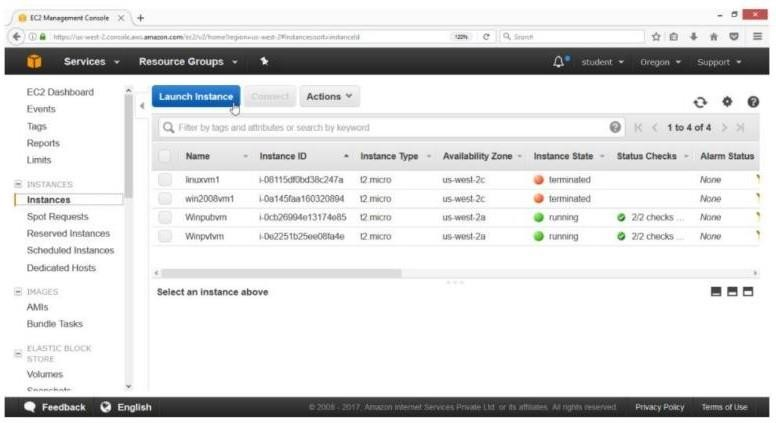 EC2 Management Console
https://us-west-2.console.aws.amazon.com/ec2/v2/home?region=us-west-2#Instances:sort=instanceId
120%
Search
Services
Resource Groups
student
Oregon
Support
EC2 Dashboard
Events
Tags
Reports
Limits
INSTANCES
Instances
Spot Requests
Reserved Instances
Scheduled Instances
Dedicated Hosts
IMAGES
AMIs
Bundle Tasks
ELASTIC BLOCK
STORE
Volumes
Snapshots
Launch Instance
Connect
Actions
Filter by tags and attributes or search by keyword
1 to 4 of 4
Name Instance ID Instance Type Availability Zone Instance State Status Checks Alarm Status
linuxvm1 i-08115df0bd38c247a t2.micro us-west-2c terminated None
win2008vm1 i-0a145faa160320894 t2.micro us-west-2c terminated None
Winpubvm i-0cb26994e13174e85 t2.micro us-west-2a running 2/2 checks ... None
Winpvtvm i-0e2251b25ee08fa4e t2.micro us-west-2a running 2/2 checks ... None
Select an instance above
Feedback
English
© 2008 - 2017, Amazon Internet Services Private Ltd. or its affiliates. All rights reserved.
Privacy Policy
Terms of Use